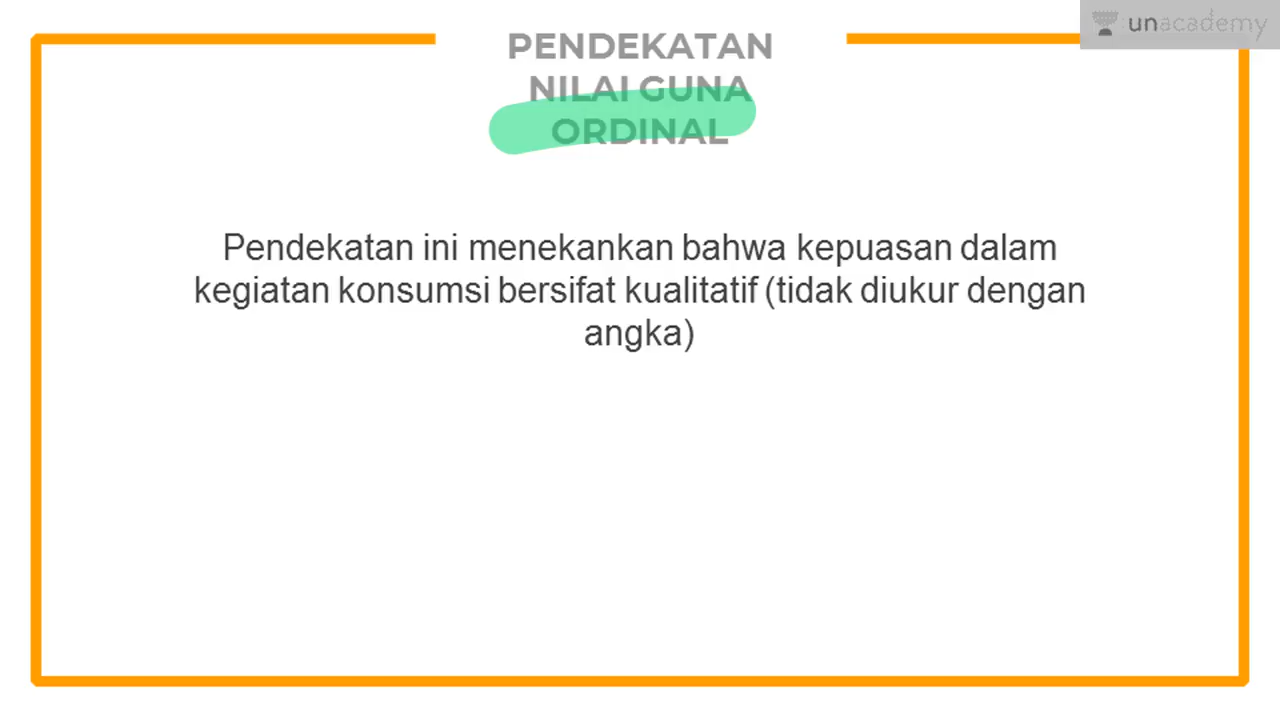 unacademy
PENDEKATAN
NILAI GUNA
ORDINAL
Pendekatan ini menekankan bahwa kepuasan dalam
kegiatan konsumsi bersifat kualitatif (tidak diukur dengan
angka)